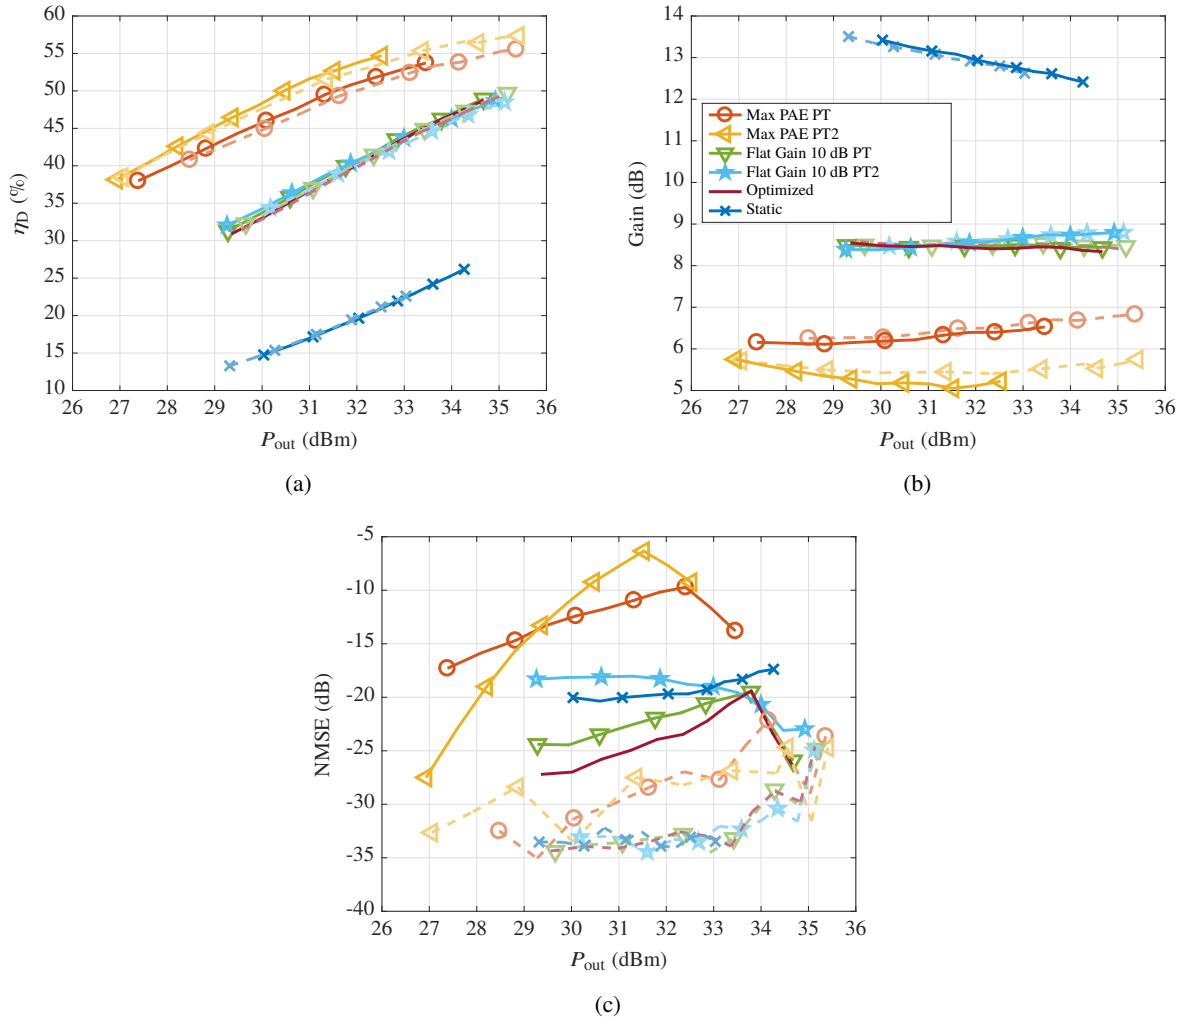 60
55
50
45
40
35
30
25
20
15
10
η_D (%)
26 27 28 29 30 31 32 33 34 35 36
P_out (dBm)
(a)
14
13
12
11
10
9
8
7
6
5
Gain (dB)
Max PAE PT
Max PAE PT2
Flat Gain 10 dB PT
Flat Gain 10 dB PT2
Optimized
Static
26 27 28 29 30 31 32 33 34 35 36
P_out (dBm)
(b)
-5
-10
-15
-20
-25
-30
-35
-40
NMSE (dB)
26 27 28 29 30 31 32 33 34 35 36
P_out (dBm)
(c)